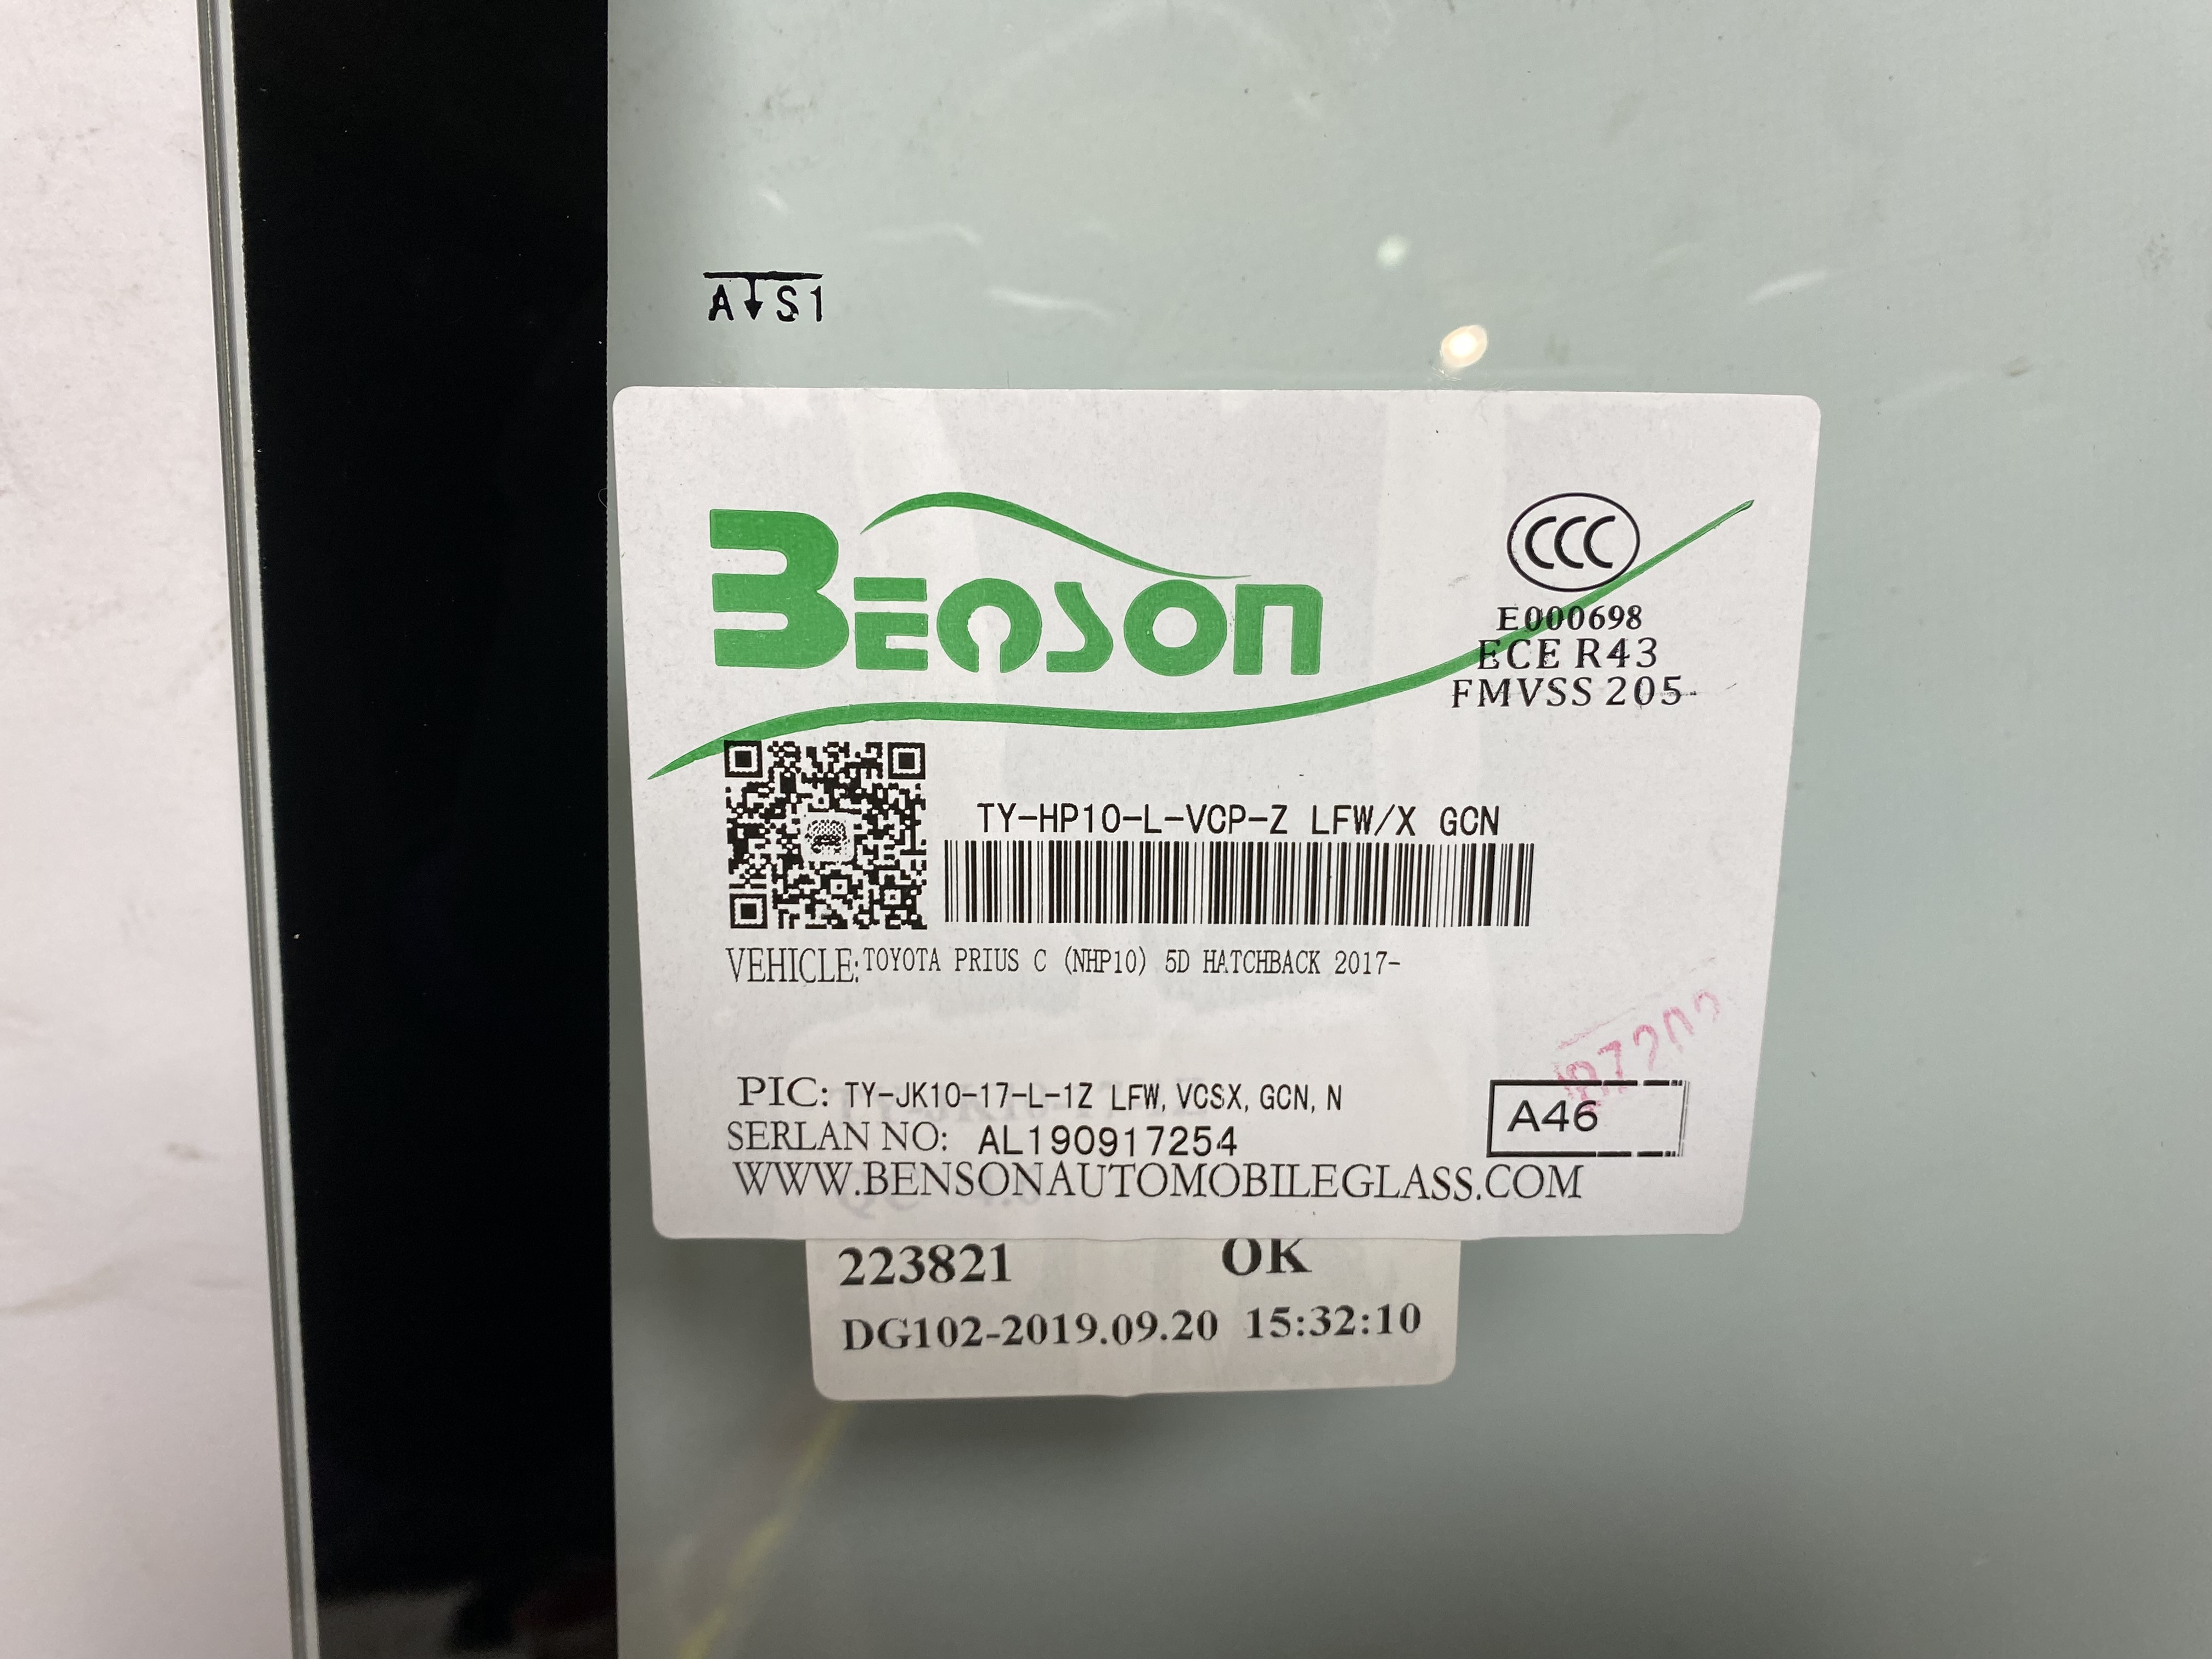 A↓S1
BENSON
CCC
E000698
ECE R43
FMVSS 205-
TY-HP10-L-VCP-Z LFW/X GCN
VEHICLE:TOYOTA PRIUS C (NHP10) 5D HATCHBACK 2017-
PIC: TY-JK10-17-L-1Z LFW, VCSX, GCN, N
A46
SERLAN NO: AL190917254
WWW.BENSONAUTOMOBILEGLASS.COM
223821 OK
DG102-2019.09.20 15:32:10